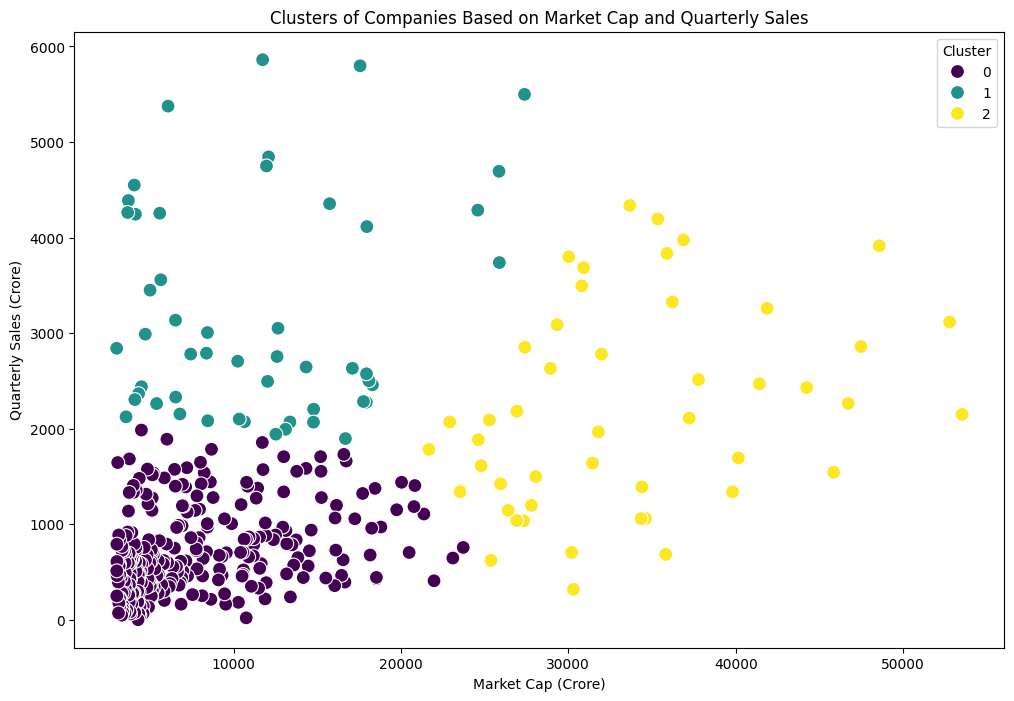 Clusters of Companies Based on Market Cap and Quarterly Sales
Cluster
0
1
2
6000
5000
4000
3000
2000
1000
0
Quarterly Sales (Crore)
10000 20000 30000 40000 50000
Market Cap (Crore)